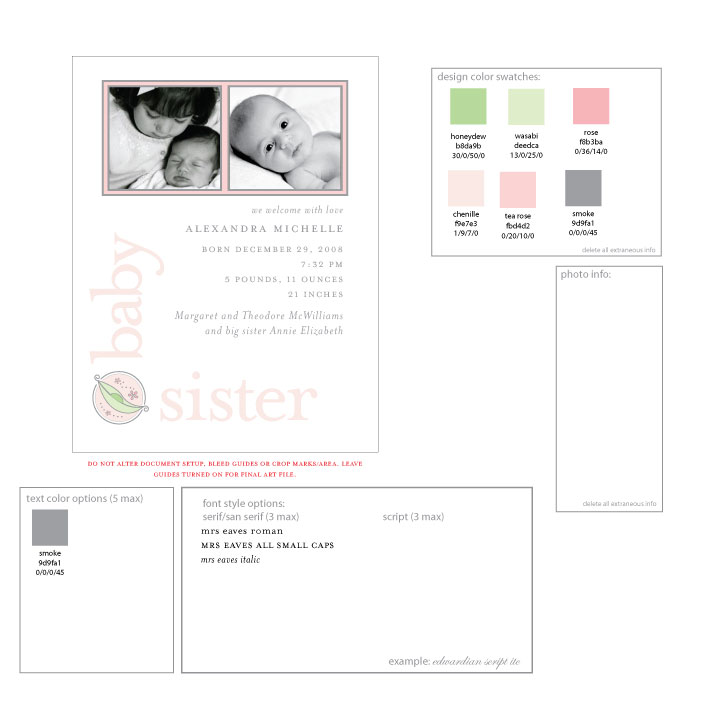 we welcome with love
ALEXANDRA MICHELLE
BORN DECEMBER 29, 2008
7:32 PM
5 POUNDS, 11 OUNCES
21 INCHES
Margaret and Theodore McWilliams
and big sister Annie Elizabeth
baby
sister
DO NOT ALTER DOCUMENT SETUP, BLEED GUIDES OR CROP MARKS/AREA. LEAVE
GUIDES TURNED ON FOR FINAL ART FILE.
design color swatches:
honeydew
b8da9b
30/0/50/0
wasabi
deedca
13/0/25/0
rose
f8b3ba
0/36/14/0
chenille
f9e7e3
1/9/7/0
tea rose
fbd4d2
0/20/10/0
smoke
9d9fa1
0/0/0/45
delete all extraneous info
photo info:
delete all extraneous info
text color options (5 max)
smoke
9d9fa1
0/0/0/45
font style options:
serif/san serif (3 max)
mrs eaves roman
MRS EAVES ALL SMALL CAPS
mrs eaves italic
script (3 max)
example: edwardian script itc